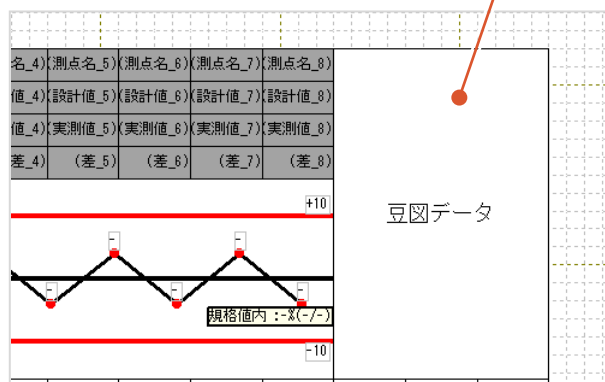 名_4)(測点名_5)(測点名_6)(測点名_7)(測点名_8)
値_4)(設計値_5)(設計値_6)(設計値_7)(設計値_8)
値_4)(実測値_5)(実測値_6)(実測値_7)(実測値_8)
差_4) (差_5) (差_6) (差_7) (差_8)
+10
豆図データ
- -
- - -
規格値内:-%(-/-)
-10